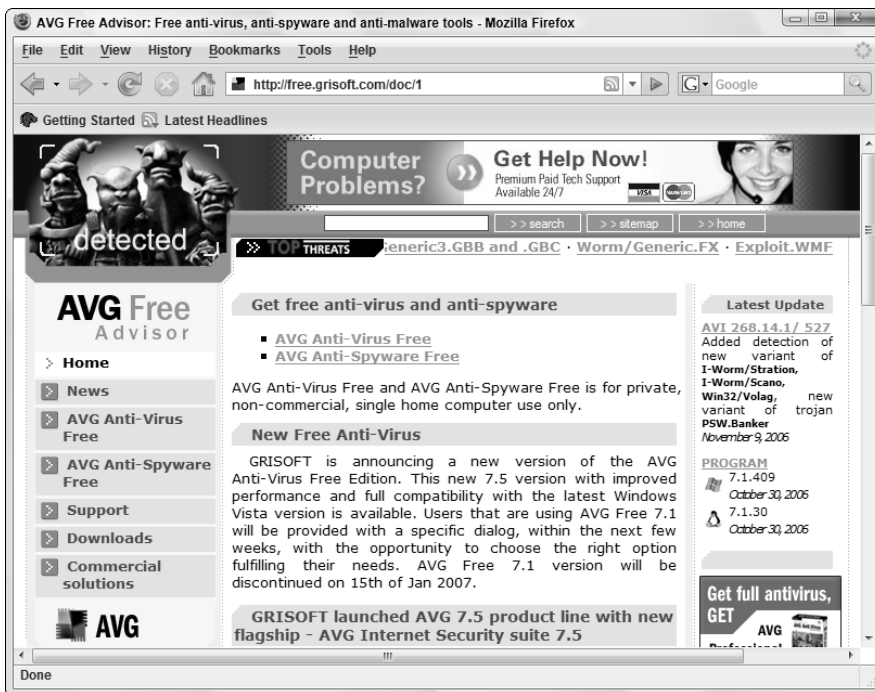 AVG Free Advisor: Free anti-virus, anti-spyware and anti-malware tools - Mozilla Firefox
File Edit View History Bookmarks Tools Help
http://free.grisoft.com/doc/1
G Google
Getting Started Latest Headlines
detected
Computer Problems?
Get Help Now!
Premium Paid Tech Support
Available 24/7
VISA
>> search >> sitemap >> home
>> TOP THREATS
Generic3.GBB and .GBC · Worm/Generic.FX · Exploit.WMF
AVG Free
Advisor
> Home
News
AVG Anti-Virus
Free
AVG Anti-Spyware
Free
Support
Downloads
Commercial
solutions
AVG
Get free anti-virus and anti-spyware
AVG Anti-Virus Free
AVG Anti-Spyware Free
AVG Anti-Virus Free and AVG Anti-Spyware Free is for private,
non-commercial, single home computer use only.
New Free Anti-Virus
GRISOFT is announcing a new version of the AVG
Anti-Virus Free Edition. This new 7.5 version with improved
performance and full compatibility with the latest Windows
Vista version is available. Users that are using AVG Free 7.1
will be provided with a specific dialog, within the next few
weeks, with the opportunity to choose the right option
fulfilling their needs. AVG Free 7.1 version will be
discontinued on 15th of Jan 2007.
GRISOFT launched AVG 7.5 product line with new
flagship - AVG Internet Security suite 7.5
Latest Update
AVI 268.14.1/ 527
Added detection of
new variant of
I-Worm/Stration,
I-Worm/Scano,
Win32/Volag, new
variant of trojan
PSW.Banker
November 9, 2006
PROGRAM
7.1.409
October 30, 2006
7.1.30
October 30, 2006
Get full antivirus,
GET
AVG
Professional
Done